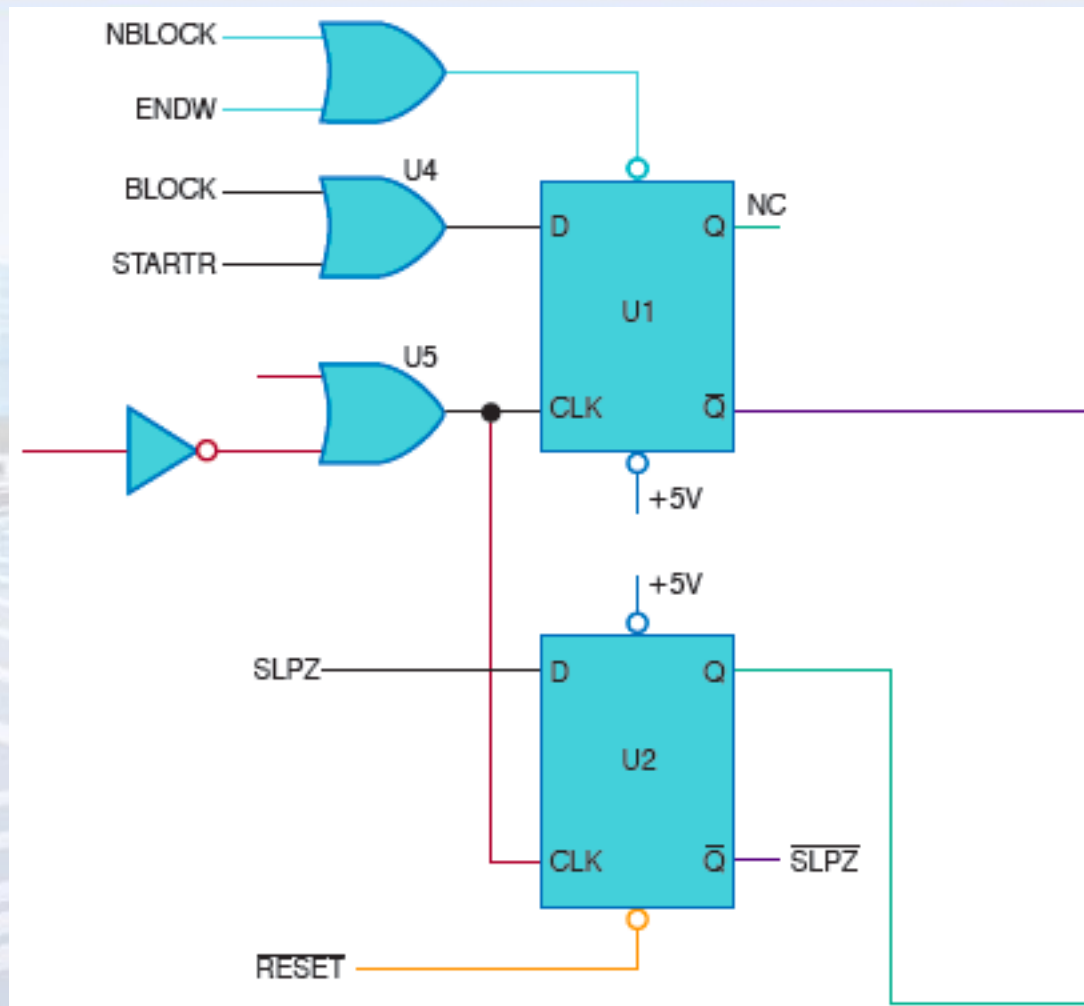 NBLOCK
ENDW
U4
BLOCK
STARTR
D
Q
NC
U1
U5
CLK
Q̅
+5V
+5V
SLPZ
D
Q
U2
CLK
Q̅
S̅L̅P̅Z̅
R̅E̅S̅E̅T̅